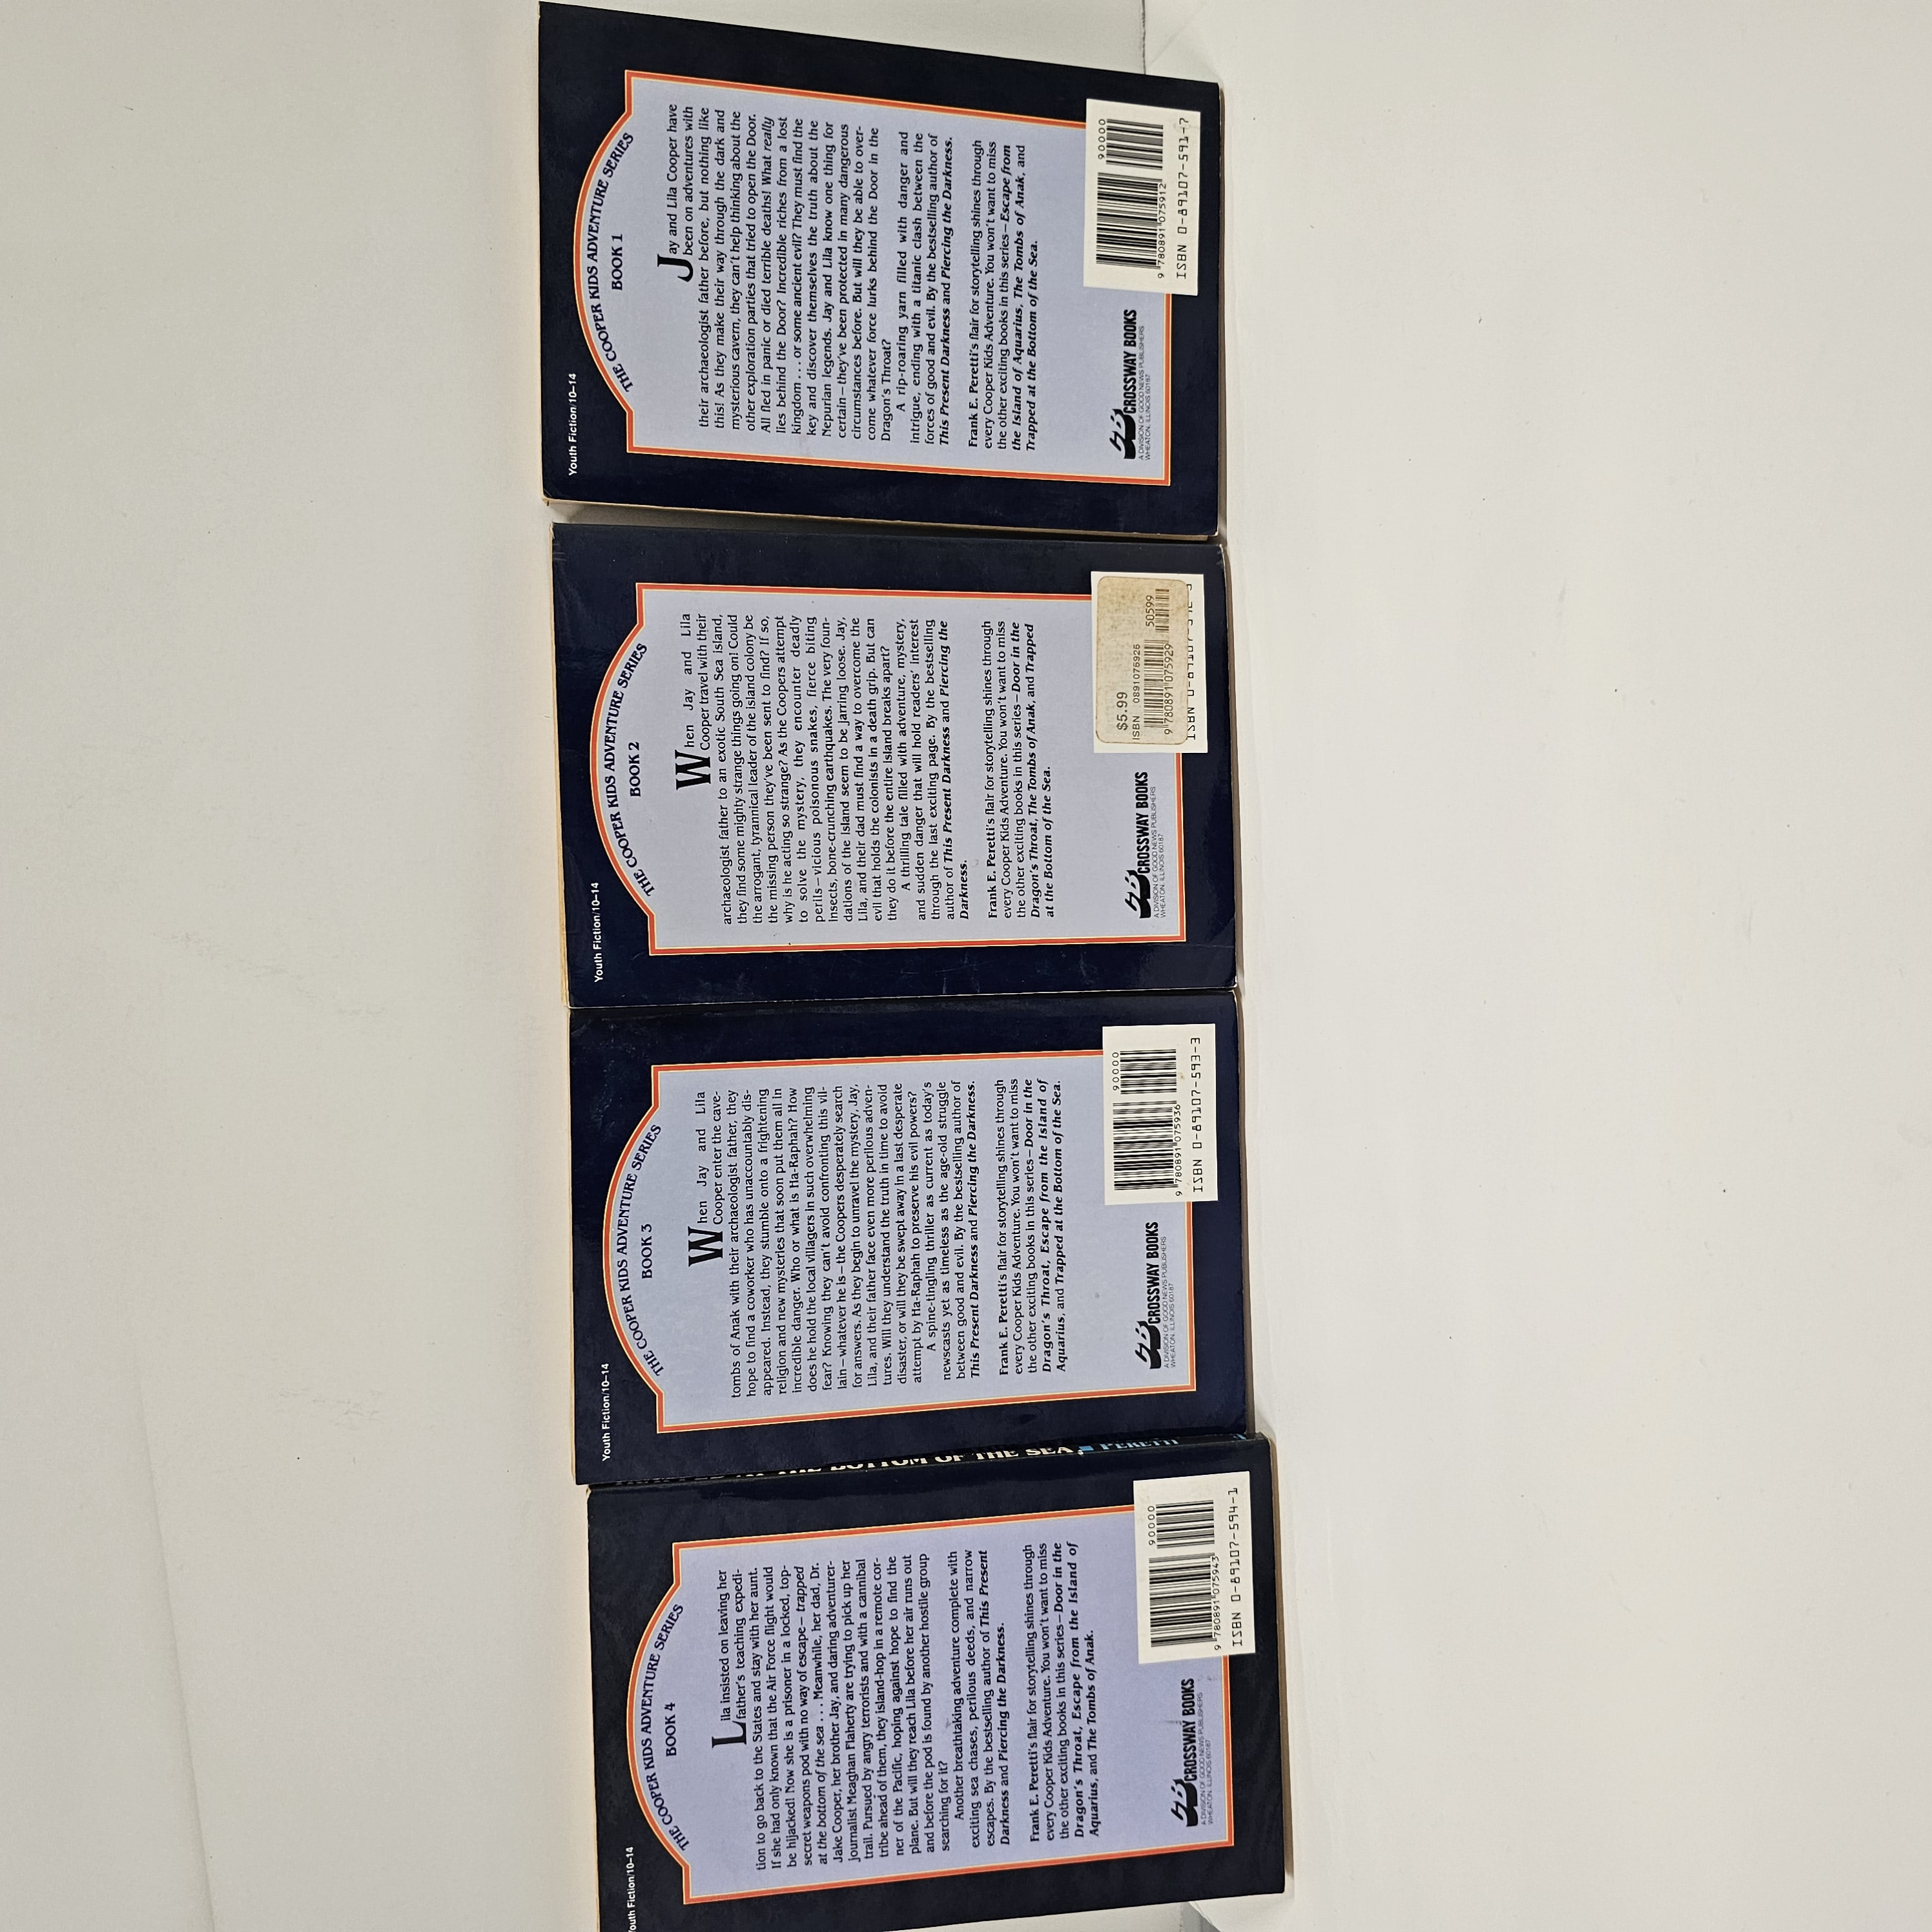 Youth Fiction/10–14
THE COOPER KIDS ADVENTURE SERIES
BOOK 4
Lila insisted on leaving her
father's teaching expedi-
tion to go back to the States and stay with her aunt.
If she had only known that the Air Force flight would
be hijacked! Now she is a prisoner in a locked, top-
secret weapons pod with no way of escape—trapped
at the bottom of the sea . . . Meanwhile, her dad, Dr.
Jake Cooper, her brother Jay, and daring adventurer-
journalist Meaghan Flaherty are trying to pick up her
trail. Pursued by angry terrorists and with a cannibal
tribe ahead of them, they island-hop in a remote cor-
ner of the Pacific, hoping against hope to find the
plane. But will they reach Lila before her air runs out
and before the pod is found by another hostile group
searching for it?
Another breathtaking adventure complete with
exciting sea chases, perilous deeds, and narrow
escapes. By the bestselling author of This Present
Darkness and Piercing the Darkness.
Frank E. Peretti's flair for storytelling shines through
every Cooper Kids Adventure. You won't want to miss
the other exciting books in this series—Door in the
Dragon's Throat, Escape from the Island of
Aquarius, and The Tombs of Anak.
CB CROSSWAY BOOKS
A DIVISION OF GOOD NEWS PUBLISHERS
WHEATON, ILLINOIS 60187
90000
9 780891 075943
ISBN 0-89107-594-1
BOTTOM OF THE SEA
Youth Fiction/10–14
THE COOPER KIDS ADVENTURE SERIES
BOOK 3
When Jay and Lila
Cooper enter the cave-
tombs of Anak with their archaeologist father, they
hope to find a coworker who has unaccountably dis-
appeared. Instead, they stumble onto a frightening
religion and new mysteries that soon put them all in
incredible danger. Who or what is Ha-Raphah? How
does he hold the local villagers in such overwhelming
fear? Knowing they can't avoid confronting this vil-
lain—whatever he is—the Coopers desperately search
for answers. As they begin to unravel the mystery, Jay,
Lila, and their father face even more perilous adven-
tures. Will they understand the truth in time to avoid
disaster, or will they be swept away in a last desperate
attempt by Ha-Raphah to preserve his evil powers?
A spine-tingling thriller as current as today's
newscasts yet as timeless as the age-old struggle
between good and evil. By the bestselling author of
This Present Darkness and Piercing the Darkness.
Frank E. Peretti's flair for storytelling shines through
every Cooper Kids Adventure. You won't want to miss
the other exciting books in this series—Door in the
Dragon's Throat, Escape from the Island of
Aquarius, and Trapped at the Bottom of the Sea.
CB CROSSWAY BOOKS
A DIVISION OF GOOD NEWS PUBLISHERS
WHEATON, ILLINOIS 60187
90000
9 780891 075936
ISBN 0-89107-593-3
Youth Fiction/10–14
THE COOPER KIDS ADVENTURE SERIES
BOOK 2
When Jay and Lila
Cooper travel with their
archaeologist father to an exotic South Sea island,
they find some mighty strange things going on! Could
the arrogant, tyrannical leader of the island colony be
the missing person they've been sent to find? If so,
why is he acting so strange? As the Coopers attempt
to solve the mystery, they encounter deadly
perils—vicious poisonous snakes, fierce biting
insects, bone-crunching earthquakes. The very foun-
dations of the island seem to be jarring loose. Jay,
Lila, and their dad must find a way to overcome the
evil that holds the colonists in a death grip. But can
they do it before the entire island breaks apart?
A thrilling tale filled with adventure, mystery,
and sudden danger that will hold readers' interest
through the last exciting page. By the bestselling
author of This Present Darkness and Piercing the
Darkness.
Frank E. Peretti's flair for storytelling shines through
every Cooper Kids Adventure. You won't want to miss
the other exciting books in this series—Door in the
Dragon's Throat, The Tombs of Anak, and Trapped
at the Bottom of the Sea.
CB CROSSWAY BOOKS
A DIVISION OF GOOD NEWS PUBLISHERS
WHEATON, ILLINOIS 60187
$5.99
ISBN 0891075925
50599
9 780891 075929
Youth Fiction/10–14
THE COOPER KIDS ADVENTURE SERIES
BOOK 1
Jay and Lila Cooper have
been on adventures with
their archaeologist father before, but nothing like
this! As they make their way through the dark and
mysterious cavern, they can't help thinking about the
other exploration parties that tried to open the Door.
All fled in panic or died terrible deaths! What really
lies behind the Door? Incredible riches from a lost
kingdom . . . or some ancient evil? They must find the
key and discover themselves the truth about the
Nepurian legends. Jay and Lila know one thing for
certain—they've been protected in many dangerous
circumstances before. But will they be able to over-
come whatever force lurks behind the Door in the
Dragon's Throat?
A rip-roaring yarn filled with danger and
intrigue, ending with a titanic clash between the
forces of good and evil. By the bestselling author of
This Present Darkness and Piercing the Darkness.
Frank E. Peretti's flair for storytelling shines through
every Cooper Kids Adventure. You won't want to miss
the other exciting books in this series—Escape from
the Island of Aquarius, The Tombs of Anak, and
Trapped at the Bottom of the Sea.
CB CROSSWAY BOOKS
A DIVISION OF GOOD NEWS PUBLISHERS
WHEATON, ILLINOIS 60187
90000
9 780891 075912
ISBN 0-89107-591-7